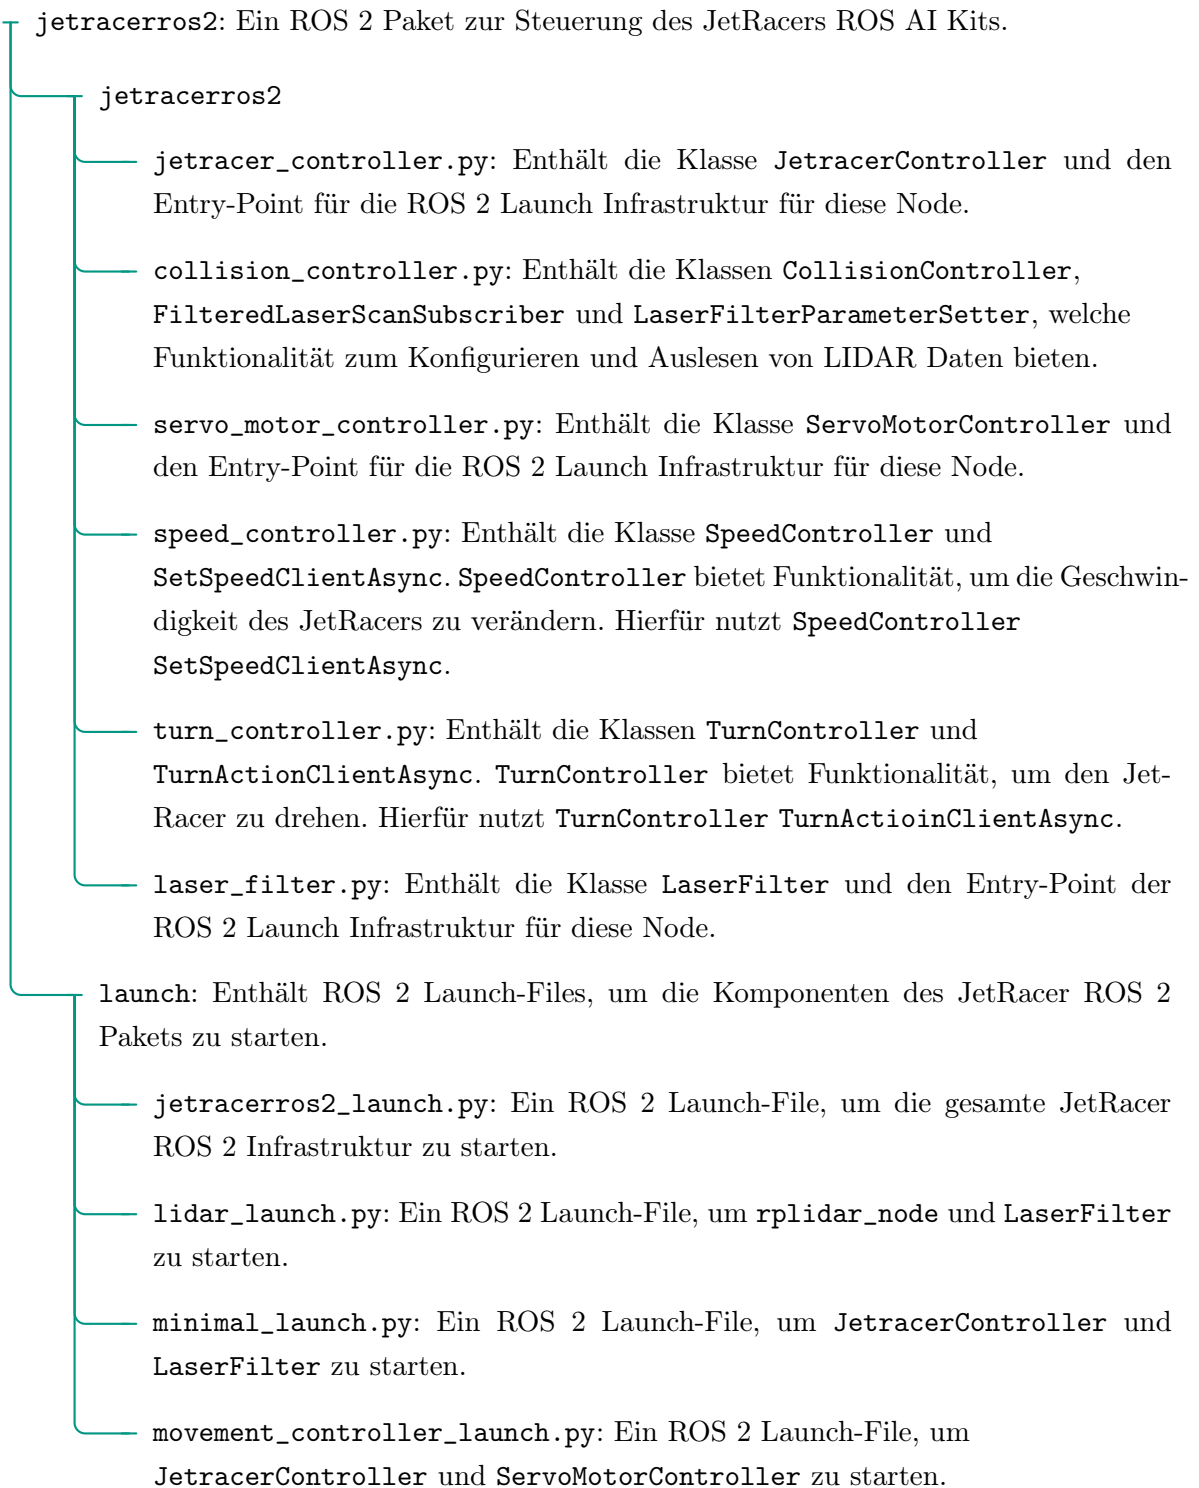 jetracerros2: Ein ROS 2 Paket zur Steuerung des JetRacers ROS AI Kits.
jetracerros2
jetracer_controller.py: Enthält die Klasse JetracerController und den
Entry-Point für die ROS 2 Launch Infrastruktur für diese Node.
collision_controller.py: Enthält die Klassen CollisionController,
FilteredLaserScanSubscriber und LaserFilterParameterSetter, welche
Funktionalität zum Konfigurieren und Auslesen von LIDAR Daten bieten.
servo_motor_controller.py: Enthält die Klasse ServoMotorController und
den Entry-Point für die ROS 2 Launch Infrastruktur für diese Node.
speed_controller.py: Enthält die Klasse SpeedController und
SetSpeedClientAsync. SpeedController bietet Funktionalität, um die Geschwin-
digkeit des JetRacers zu verändern. Hierfür nutzt SpeedController
SetSpeedClientAsync.
turn_controller.py: Enthält die Klassen TurnController und
TurnActionClientAsync. TurnController bietet Funktionalität, um den Jet-
Racer zu drehen. Hierfür nutzt TurnController TurnActioinClientAsync.
laser_filter.py: Enthält die Klasse LaserFilter und den Entry-Point der
ROS 2 Launch Infrastruktur für diese Node.
launch: Enthält ROS 2 Launch-Files, um die Komponenten des JetRacer ROS 2
Pakets zu starten.
jetracerros2_launch.py: Ein ROS 2 Launch-File, um die gesamte JetRacer
ROS 2 Infrastruktur zu starten.
lidar_launch.py: Ein ROS 2 Launch-File, um rplidar_node und LaserFilter
zu starten.
minimal_launch.py: Ein ROS 2 Launch-File, um JetracerController und
LaserFilter zu starten.
movement_controller_launch.py: Ein ROS 2 Launch-File, um
JetracerController und ServoMotorController zu starten.